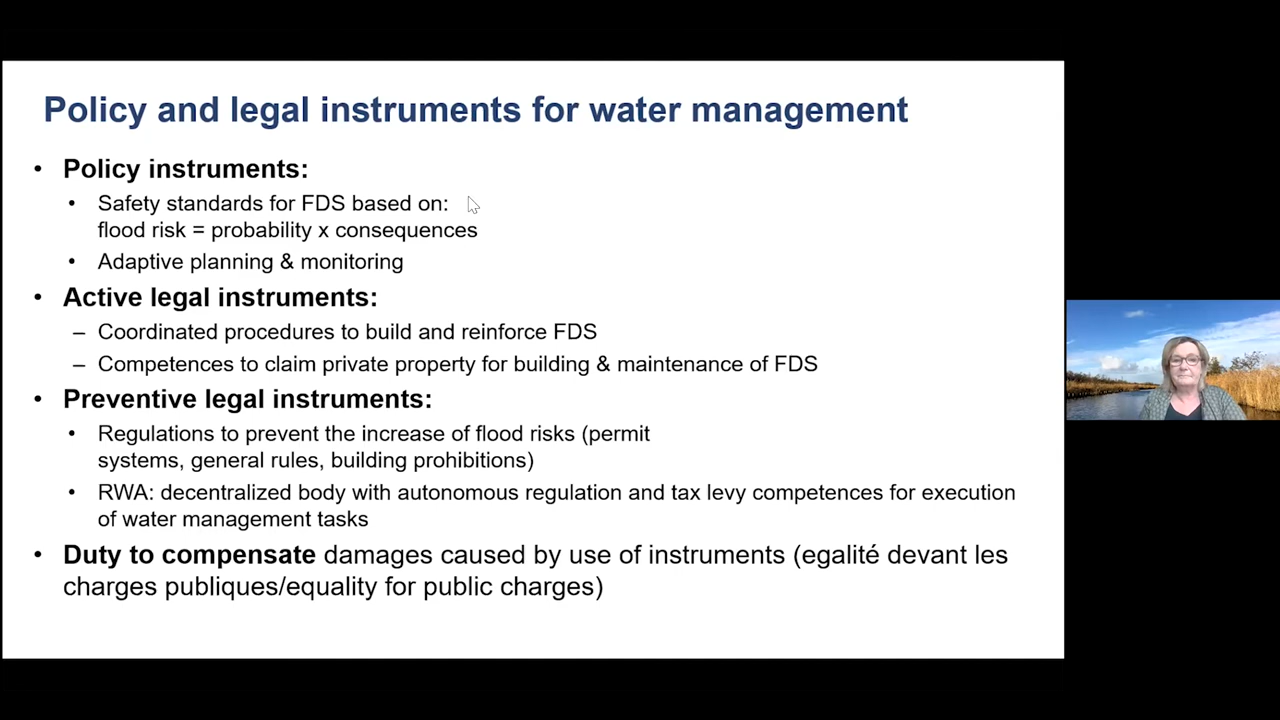 Policy and legal instruments for water management
• Policy instruments:
• Safety standards for FDS based on:
flood risk = probability x consequences
• Adaptive planning & monitoring
• Active legal instruments:
– Coordinated procedures to build and reinforce FDS
– Competences to claim private property for building & maintenance of FDS
• Preventive legal instruments:
• Regulations to prevent the increase of flood risks (permit
systems, general rules, building prohibitions)
• RWA: decentralized body with autonomous regulation and tax levy competences for execution
of water management tasks
• Duty to compensate damages caused by use of instruments (egalité devant les
charges publiques/equality for public charges)